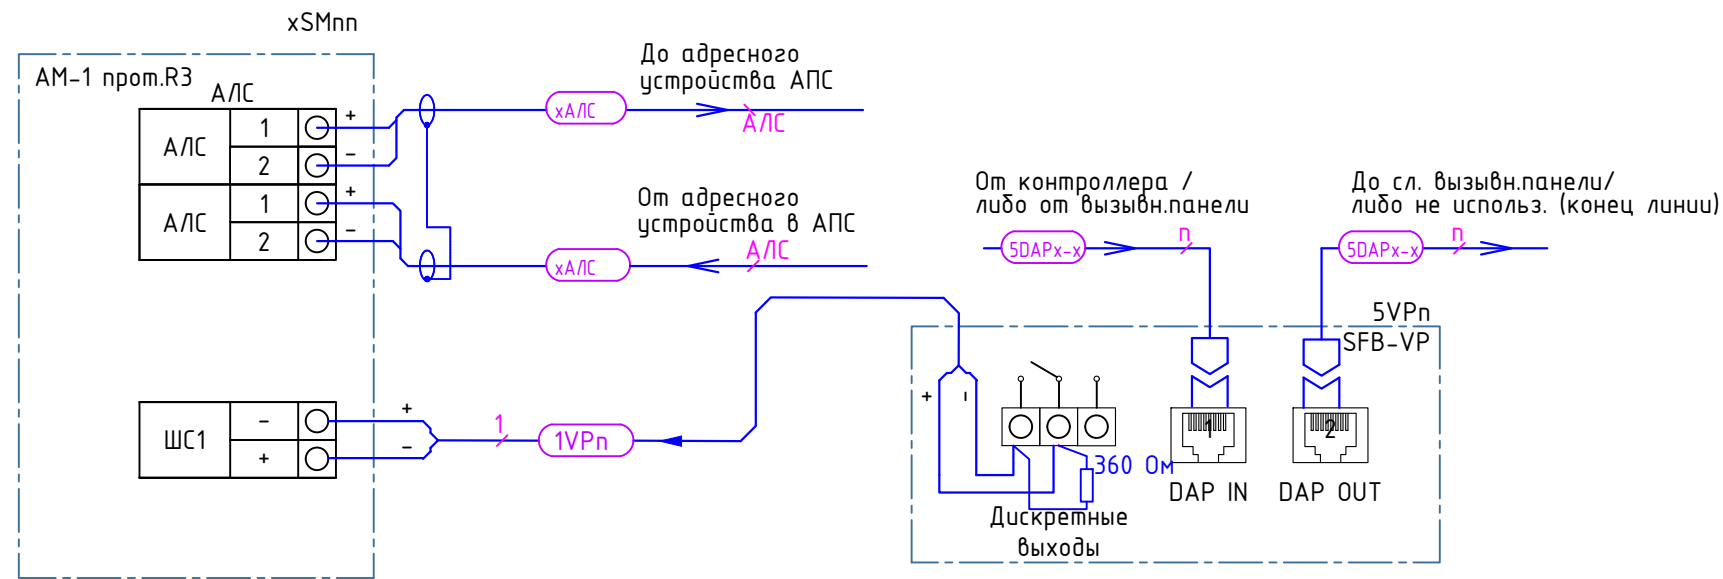 xSMnn
АМ-1 прот.R3
АЛС
АЛС
1
+
2
-
АЛС
1
+
2
-
ШС1
-
+
+
-
До адресного
устройства АПС
xАЛС
АЛС
От адресного
устройства в АПС
АЛС
xАЛС
1
1VPn
От контроллера /
либо от вызывн.панели
5DAPx-x
n
До сл. вызывн.панели/
либо не использ. (конец линии)
5DAPx-x
n
5VPn
SFB-VP
+
-
360 Ом
1
2
DAP IN
DAP OUT
Дискретные
выходы